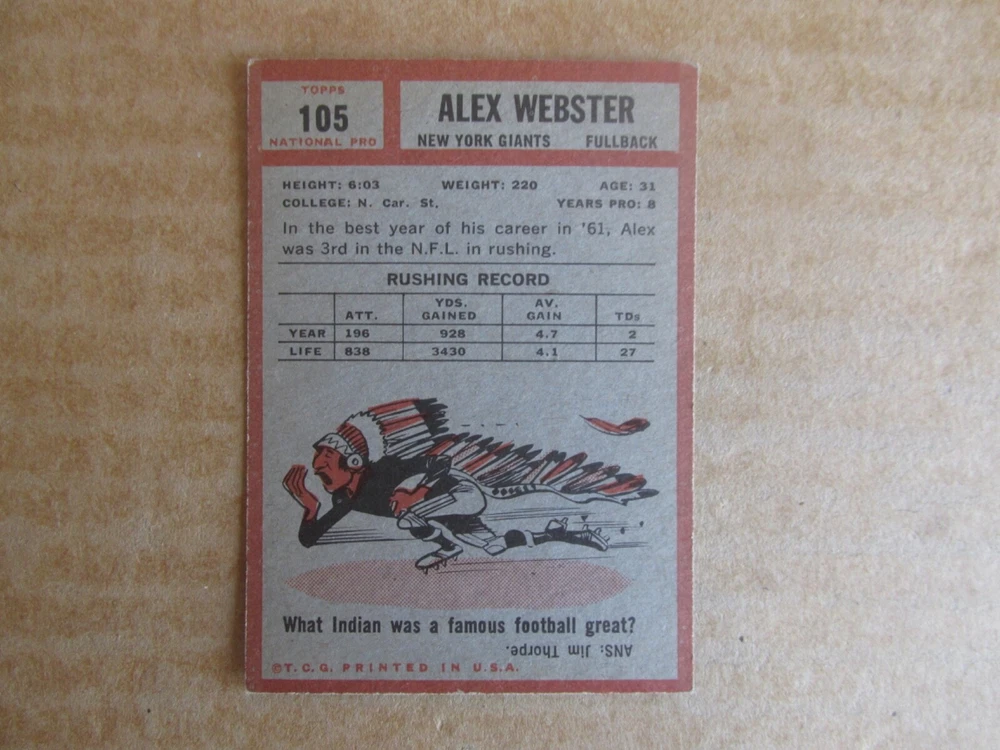 TOPPS
105
NATIONAL PRO
ALEX WEBSTER
NEW YORK GIANTS FULLBACK
HEIGHT: 6:03 WEIGHT: 220 AGE: 31
COLLEGE: N. Car. St. YEARS PRO: 8
In the best year of his career in '61, Alex
was 3rd in the N.F.L. in rushing.
RUSHING RECORD
ATT. YDS. GAINED AV. GAIN TDs
YEAR 196 928 4.7 2
LIFE 838 3430 4.1 27
What Indian was a famous football great?
ANS: Jim Thorpe.
©T.C.G. PRINTED IN U.S.A.